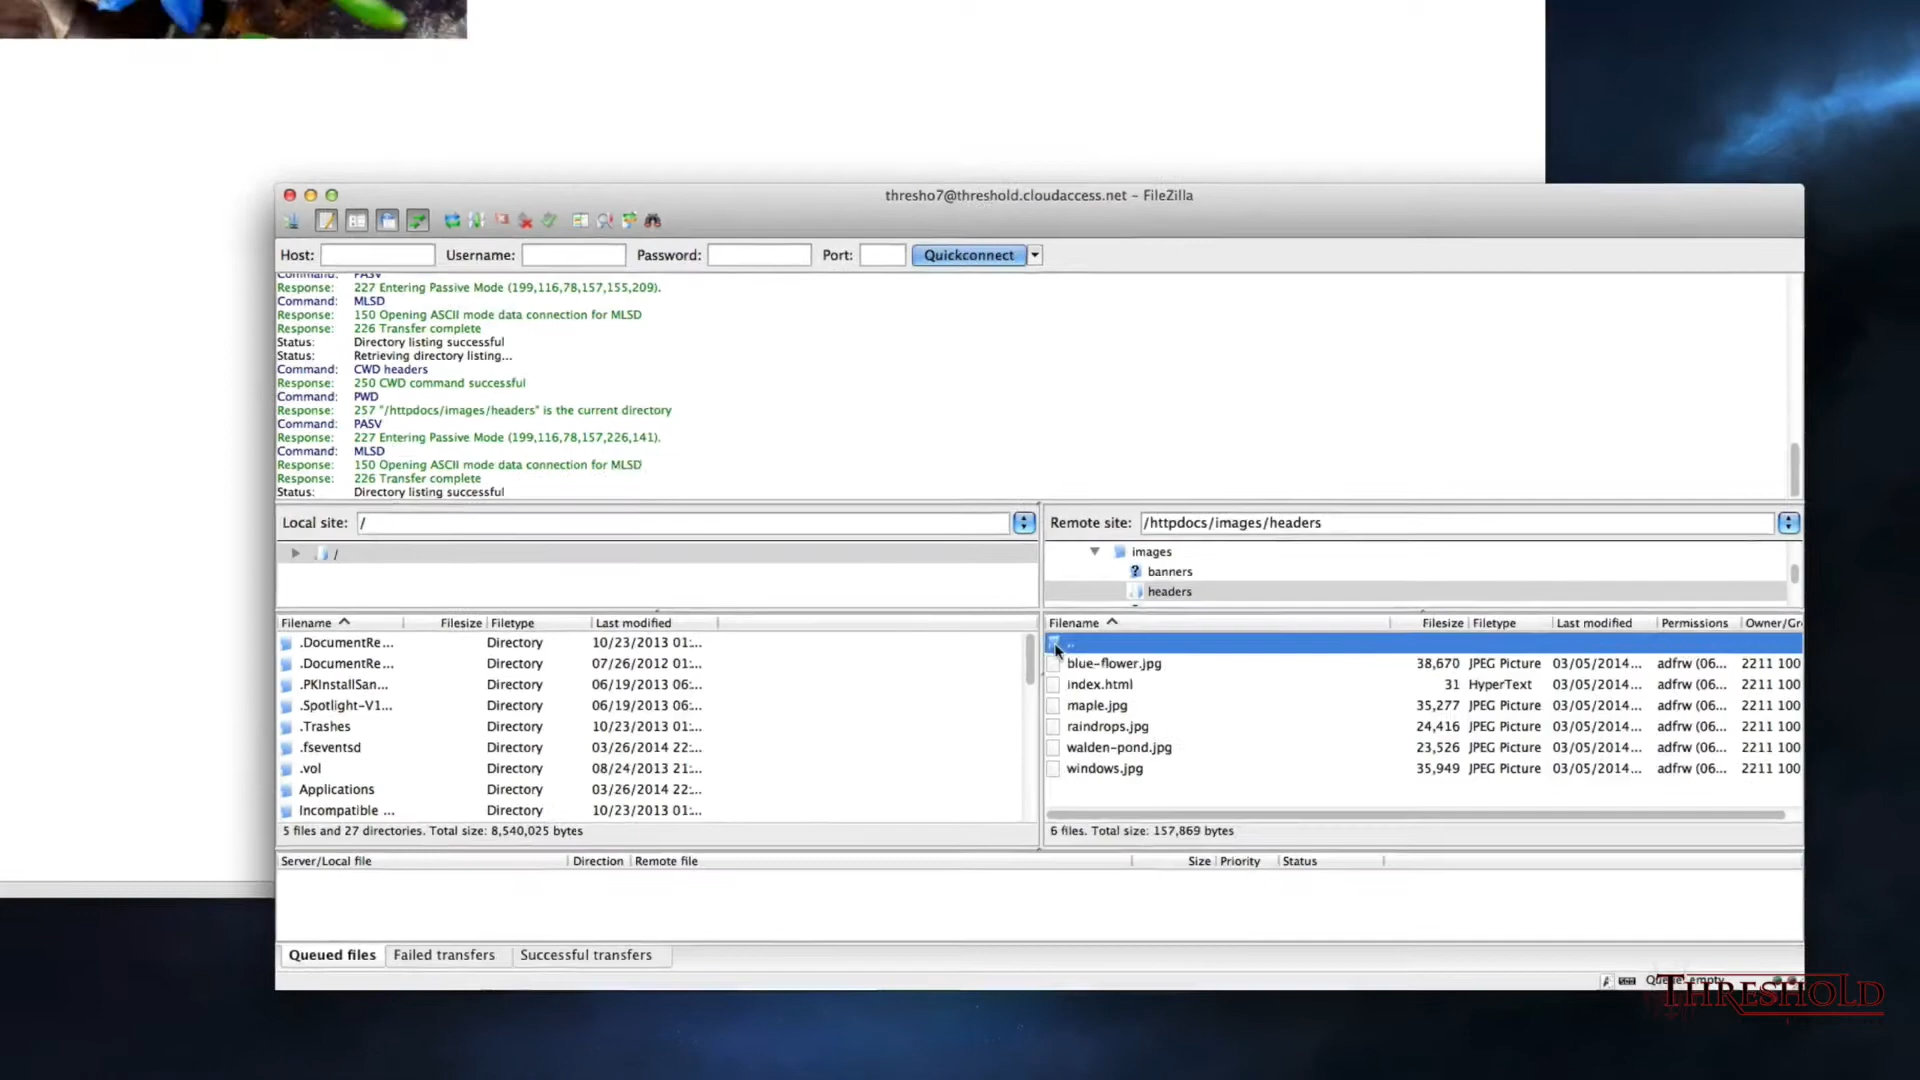 thresho7@threshold.cloudaccess.net - FileZilla
Host: Username: Password: Port: Quickconnect
Command: PASV
Response: 227 Entering Passive Mode (199,116,78,157,155,209).
Command: MLSD
Response: 150 Opening ASCII mode data connection for MLSD
Response: 226 Transfer complete
Status: Directory listing successful
Status: Retrieving directory listing...
Command: CWD headers
Response: 250 CWD command successful
Command: PWD
Response: 257 "/httpdocs/images/headers" is the current directory
Command: PASV
Response: 227 Entering Passive Mode (199,116,78,157,226,141).
Command: MLSD
Response: 150 Opening ASCII mode data connection for MLSD
Response: 226 Transfer complete
Status: Directory listing successful
Local site: /
/
Filename Filesize Filetype Last modified
.DocumentRe... Directory 10/23/2013 01:...
.DocumentRe... Directory 07/26/2012 01:...
.PKInstallSan... Directory 06/19/2013 06:...
.Spotlight-V1... Directory 06/19/2013 06:...
.Trashes Directory 10/23/2013 01:...
.fseventsd Directory 03/26/2014 22:...
.vol Directory 08/24/2013 21:...
Applications Directory 03/26/2014 22:...
Incompatible ... Directory 10/23/2013 01:...
5 files and 27 directories. Total size: 8,540,025 bytes
Remote site: /httpdocs/images/headers
images
banners
headers
Filename Filesize Filetype Last modified Permissions Owner/Gr
..
blue-flower.jpg 38,670 JPEG Picture 03/05/2014... adfrw (06... 2211 100
index.html 31 HyperText 03/05/2014... adfrw (06... 2211 100
maple.jpg 35,277 JPEG Picture 03/05/2014... adfrw (06... 2211 100
raindrops.jpg 24,416 JPEG Picture 03/05/2014... adfrw (06... 2211 100
walden-pond.jpg 23,526 JPEG Picture 03/05/2014... adfrw (06... 2211 100
windows.jpg 35,949 JPEG Picture 03/05/2014... adfrw (06... 2211 100
6 files. Total size: 157,869 bytes
Server/Local file Direction Remote file Size Priority Status
Queued files Failed transfers Successful transfers
Queue: empty
THRESHOLD